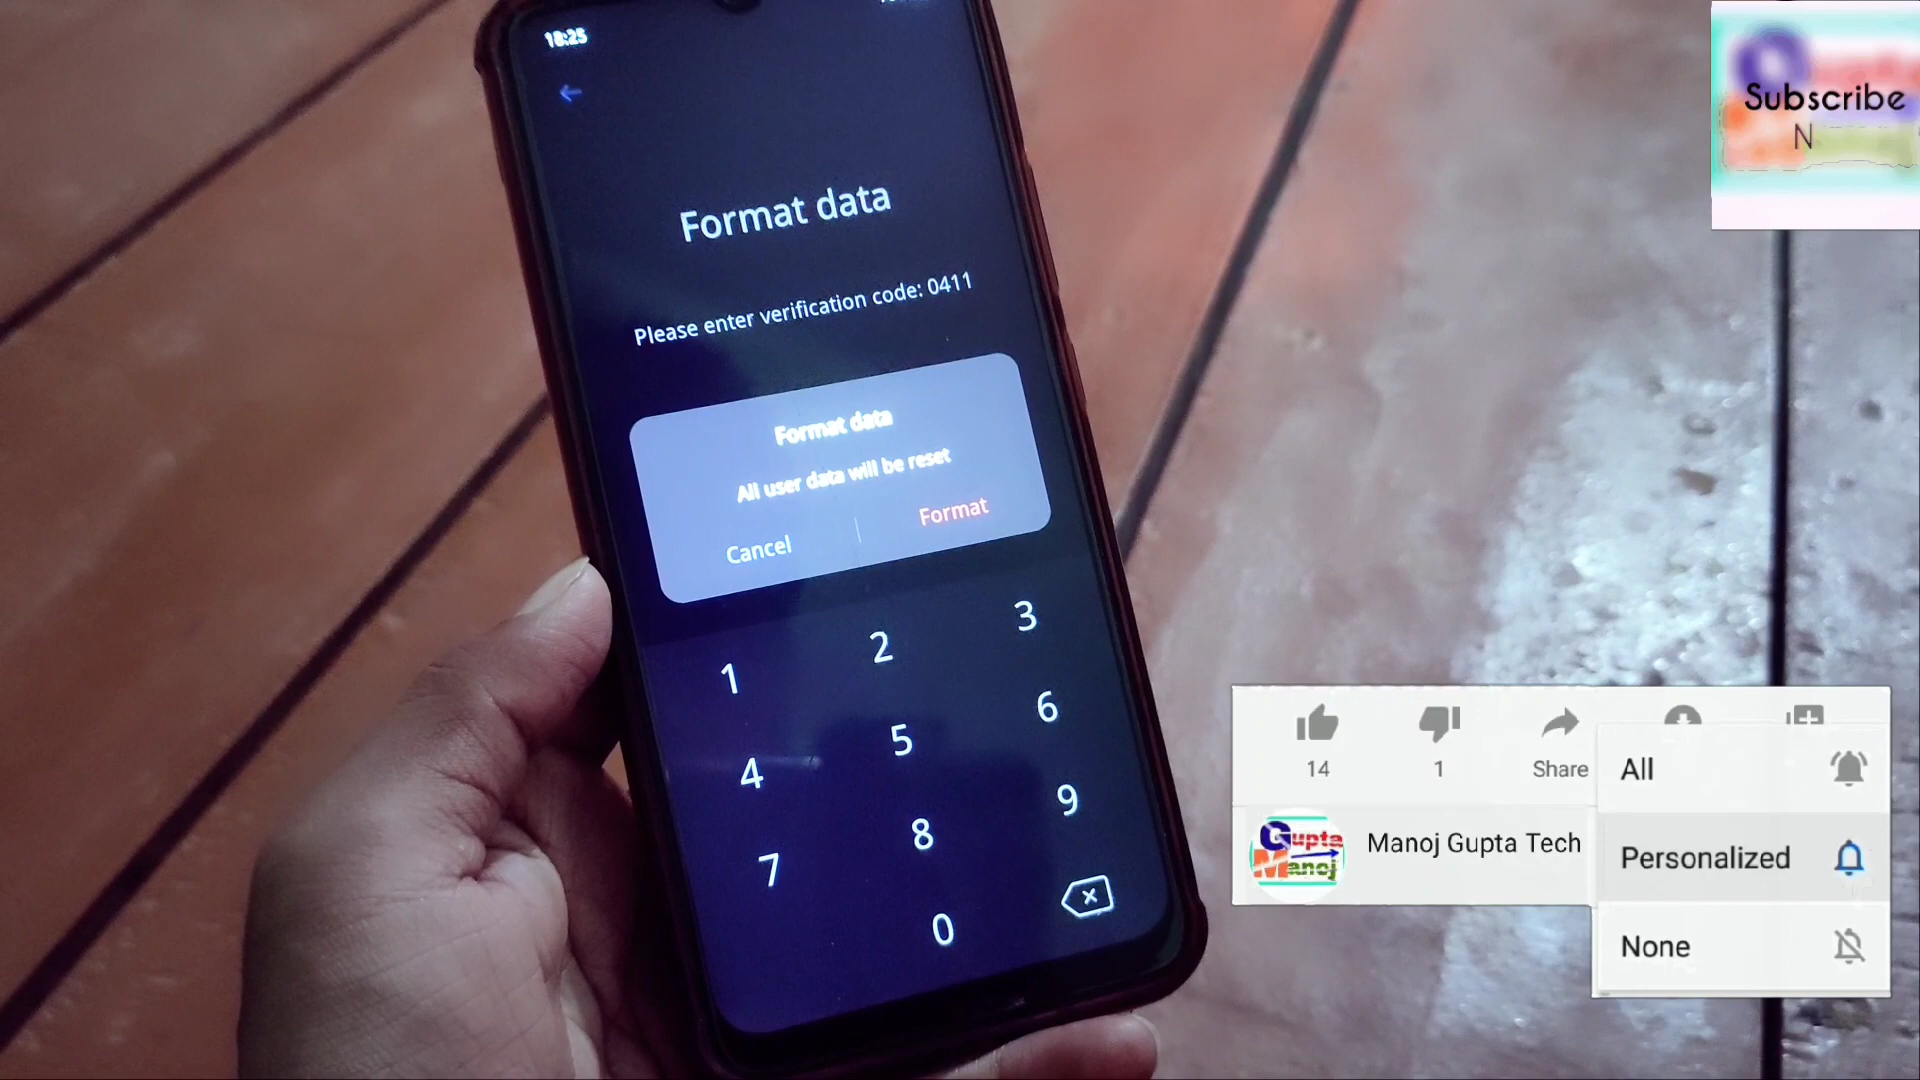 18:25
Format data
Please enter verification code: 0411
Format data
All user data will be reset
Cancel
Format
1
2
3
4
5
6
7
8
9
0
Subscribe
N
14
1
Share
All
Manoj Gupta Tech
Gupta
Manoj
Personalized
None